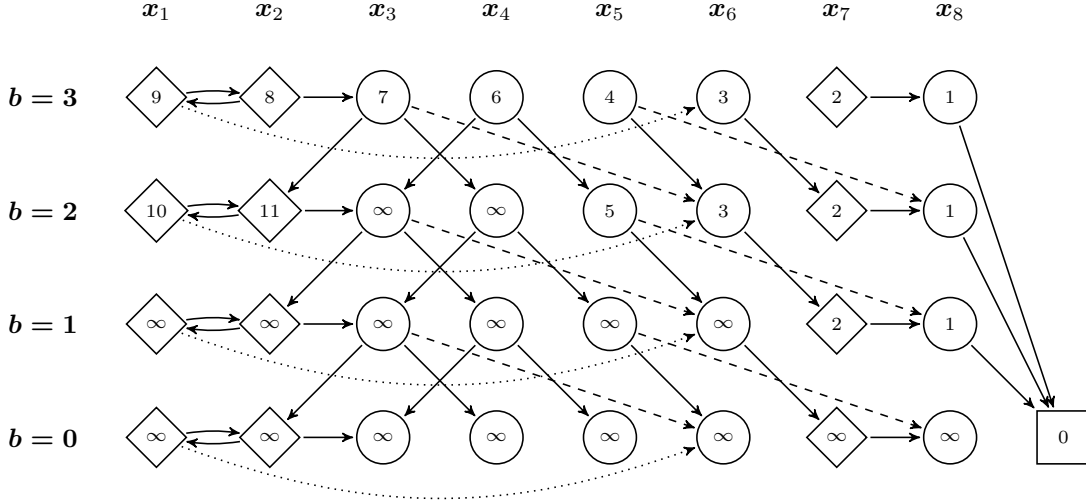 x₁ x₂ x₃ x₄ x₅ x₆ x₇ x₈
b = 3 9 8 7 6 4 3 2 1
b = 2 10 11 ∞ ∞ 5 3 2 1
b = 1 ∞ ∞ ∞ ∞ ∞ ∞ 2 1
b = 0 ∞ ∞ ∞ ∞ ∞ ∞ ∞ ∞ 0